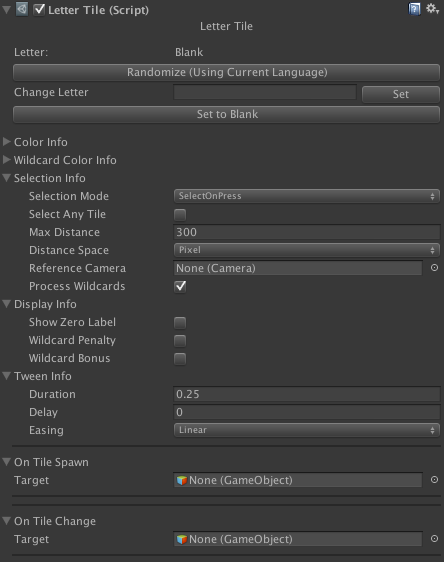 Letter Tile (Script)
Letter Tile
Letter: Blank
Randomize (Using Current Language)
Change Letter Set
Set to Blank
Color Info
Wildcard Color Info
Selection Info
Selection Mode SelectOnPress
Select Any Tile
Max Distance 300
Distance Space Pixel
Reference Camera None (Camera)
Process Wildcards
Display Info
Show Zero Label
Wildcard Penalty
Wildcard Bonus
Tween Info
Duration 0.25
Delay 0
Easing Linear
On Tile Spawn
Target None (GameObject)
On Tile Change
Target None (GameObject)